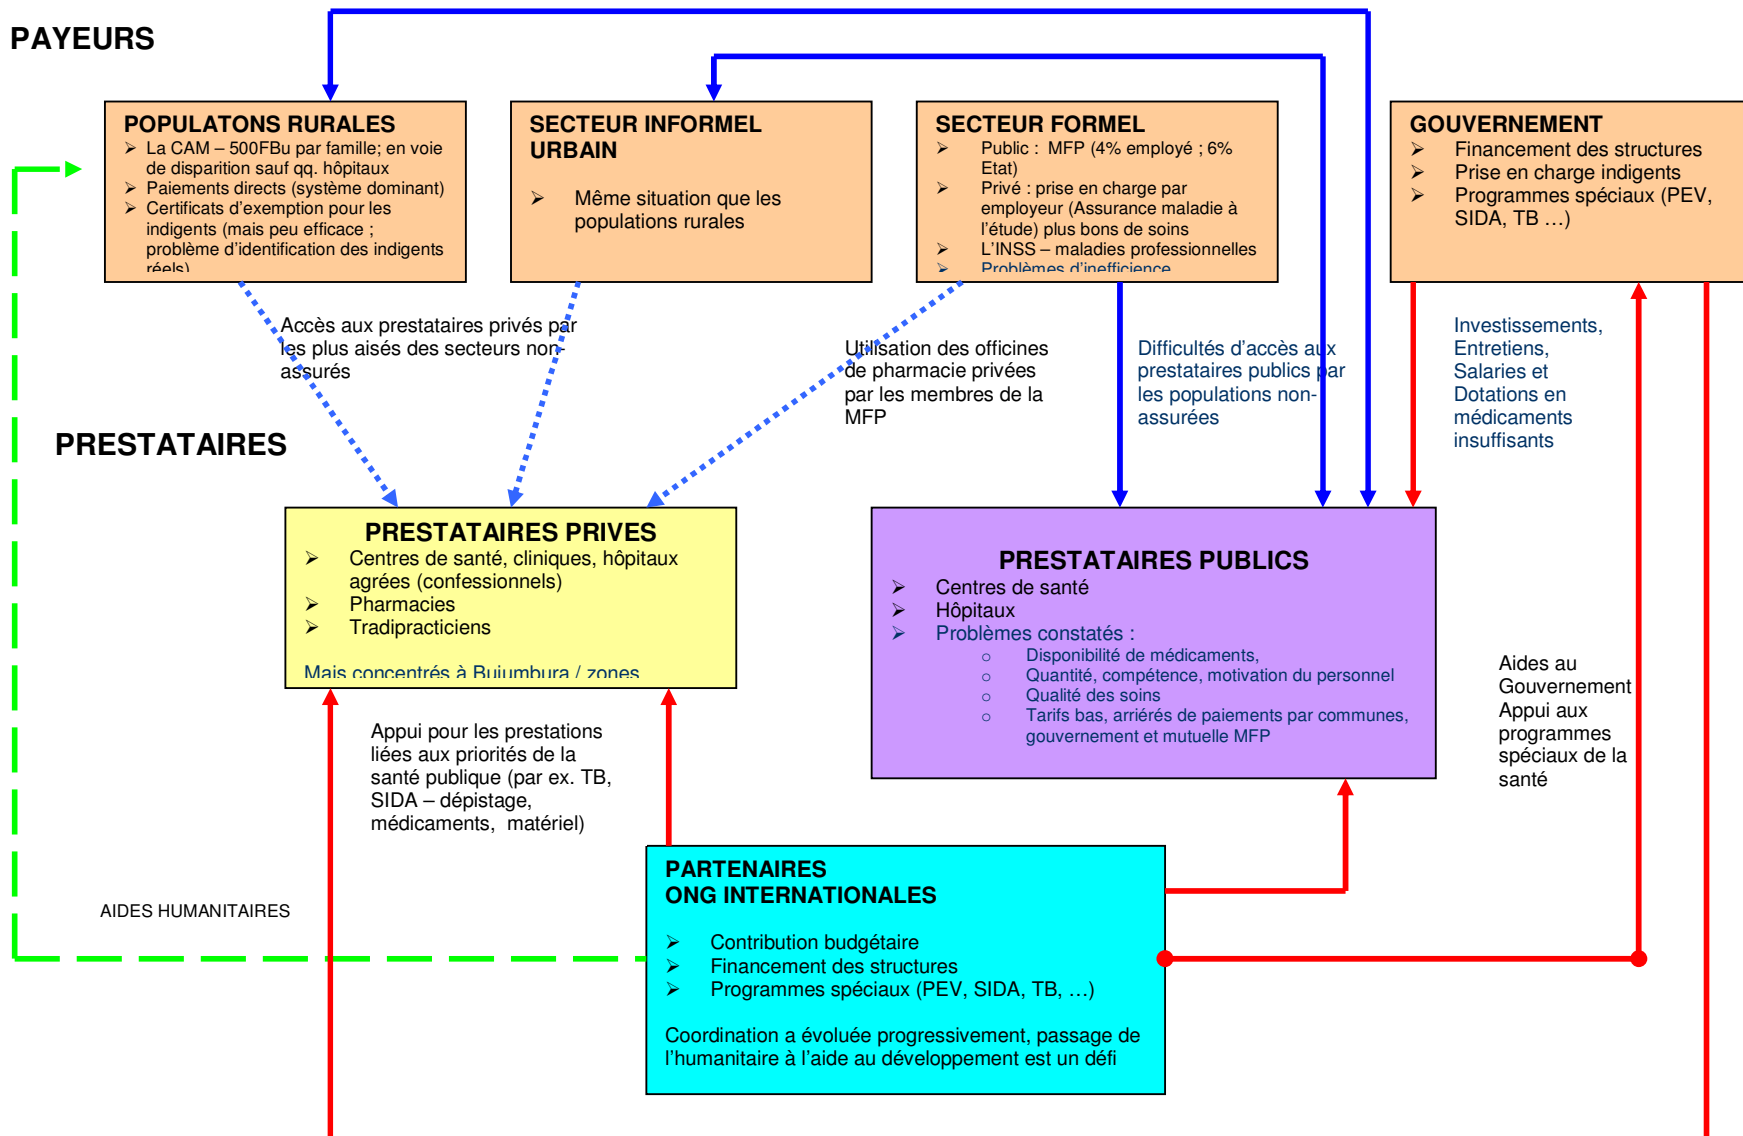 PAYEURS
POPULATONS RURALES
➢ La CAM – 500FBu par famille; en voie
de disparition sauf qq. hôpitaux
➢ Paiements directs (système dominant)
➢ Certificats d'exemption pour les
indigents (mais peu efficace ;
problème d'identification des indigents
réels)
SECTEUR INFORMEL
URBAIN
➢ Même situation que les
populations rurales
SECTEUR FORMEL
➢ Public : MFP (4% employé ; 6%
Etat)
➢ Privé : prise en charge par
employeur (Assurance maladie à
l'étude) plus bons de soins
➢ L'INSS – maladies professionnelles
➢ Problèmes d'inefficience
GOUVERNEMENT
➢ Financement des structures
➢ Prise en charge indigents
➢ Programmes spéciaux (PEV,
SIDA, TB …)
Accès aux prestataires privés par
les plus aisés des secteurs non-
assurés
Utilisation des officines
de pharmacie privées
par les membres de la
MFP
Difficultés d'accès aux
prestataires publics par
les populations non-
assurées
Investissements,
Entretiens,
Salaries et
Dotations en
médicaments
insuffisants
PRESTATAIRES
PRESTATAIRES PRIVES
➢ Centres de santé, cliniques, hôpitaux
agrées (confessionnels)
➢ Pharmacies
➢ Tradipracticiens
Mais concentrés à Bujumbura / zones
PRESTATAIRES PUBLICS
➢ Centres de santé
➢ Hôpitaux
➢ Problèmes constatés :
o Disponibilité de médicaments,
o Quantité, compétence, motivation du personnel
o Qualité des soins
o Tarifs bas, arriérés de paiements par communes,
gouvernement et mutuelle MFP
Appui pour les prestations
liées aux priorités de la
santé publique (par ex. TB,
SIDA – dépistage,
médicaments, matériel)
Aides au
Gouvernement
Appui aux
programmes
spéciaux de la
santé
AIDES HUMANITAIRES
PARTENAIRES
ONG INTERNATIONALES
➢ Contribution budgétaire
➢ Financement des structures
➢ Programmes spéciaux (PEV, SIDA, TB, …)
Coordination a évoluée progressivement, passage de
l'humanitaire à l'aide au développement est un défi